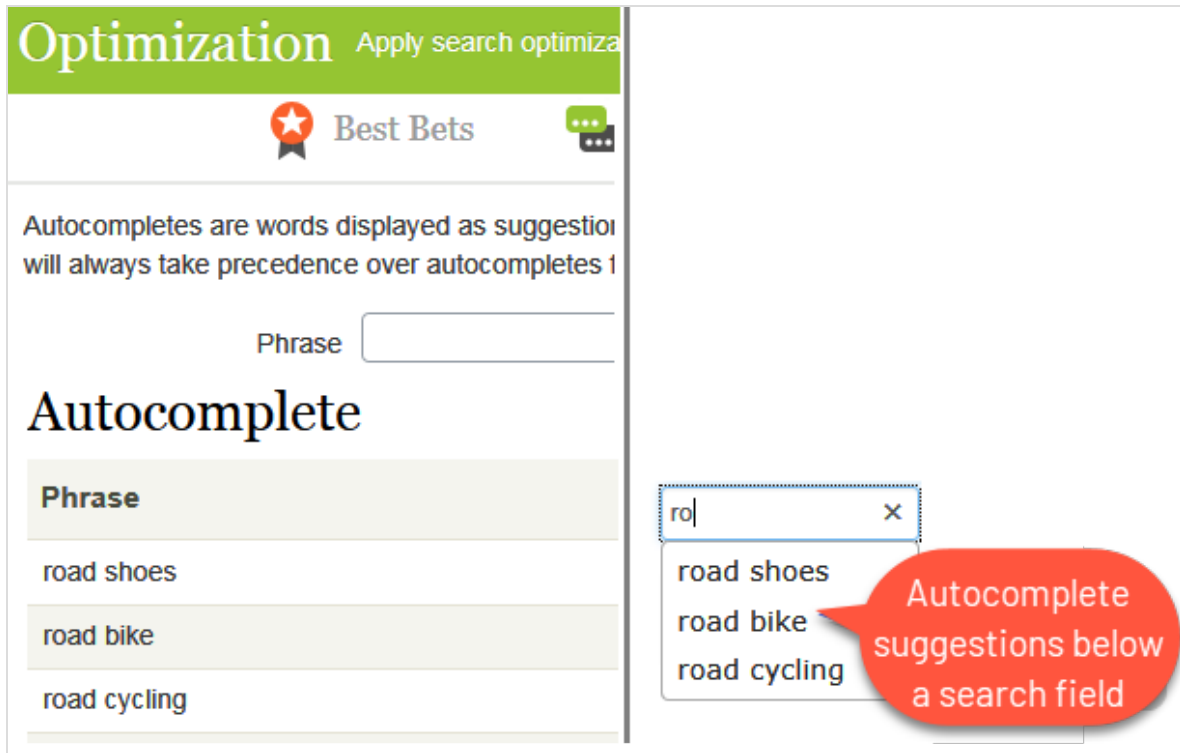 Optimization Apply search optimiza
Best Bets
Autocompletes are words displayed as suggestion
will always take precedence over autocompletes f
Phrase
Autocomplete
Phrase
road shoes
road bike
road cycling
ro
road shoes
road bike
road cycling
Autocomplete
suggestions below
a search field